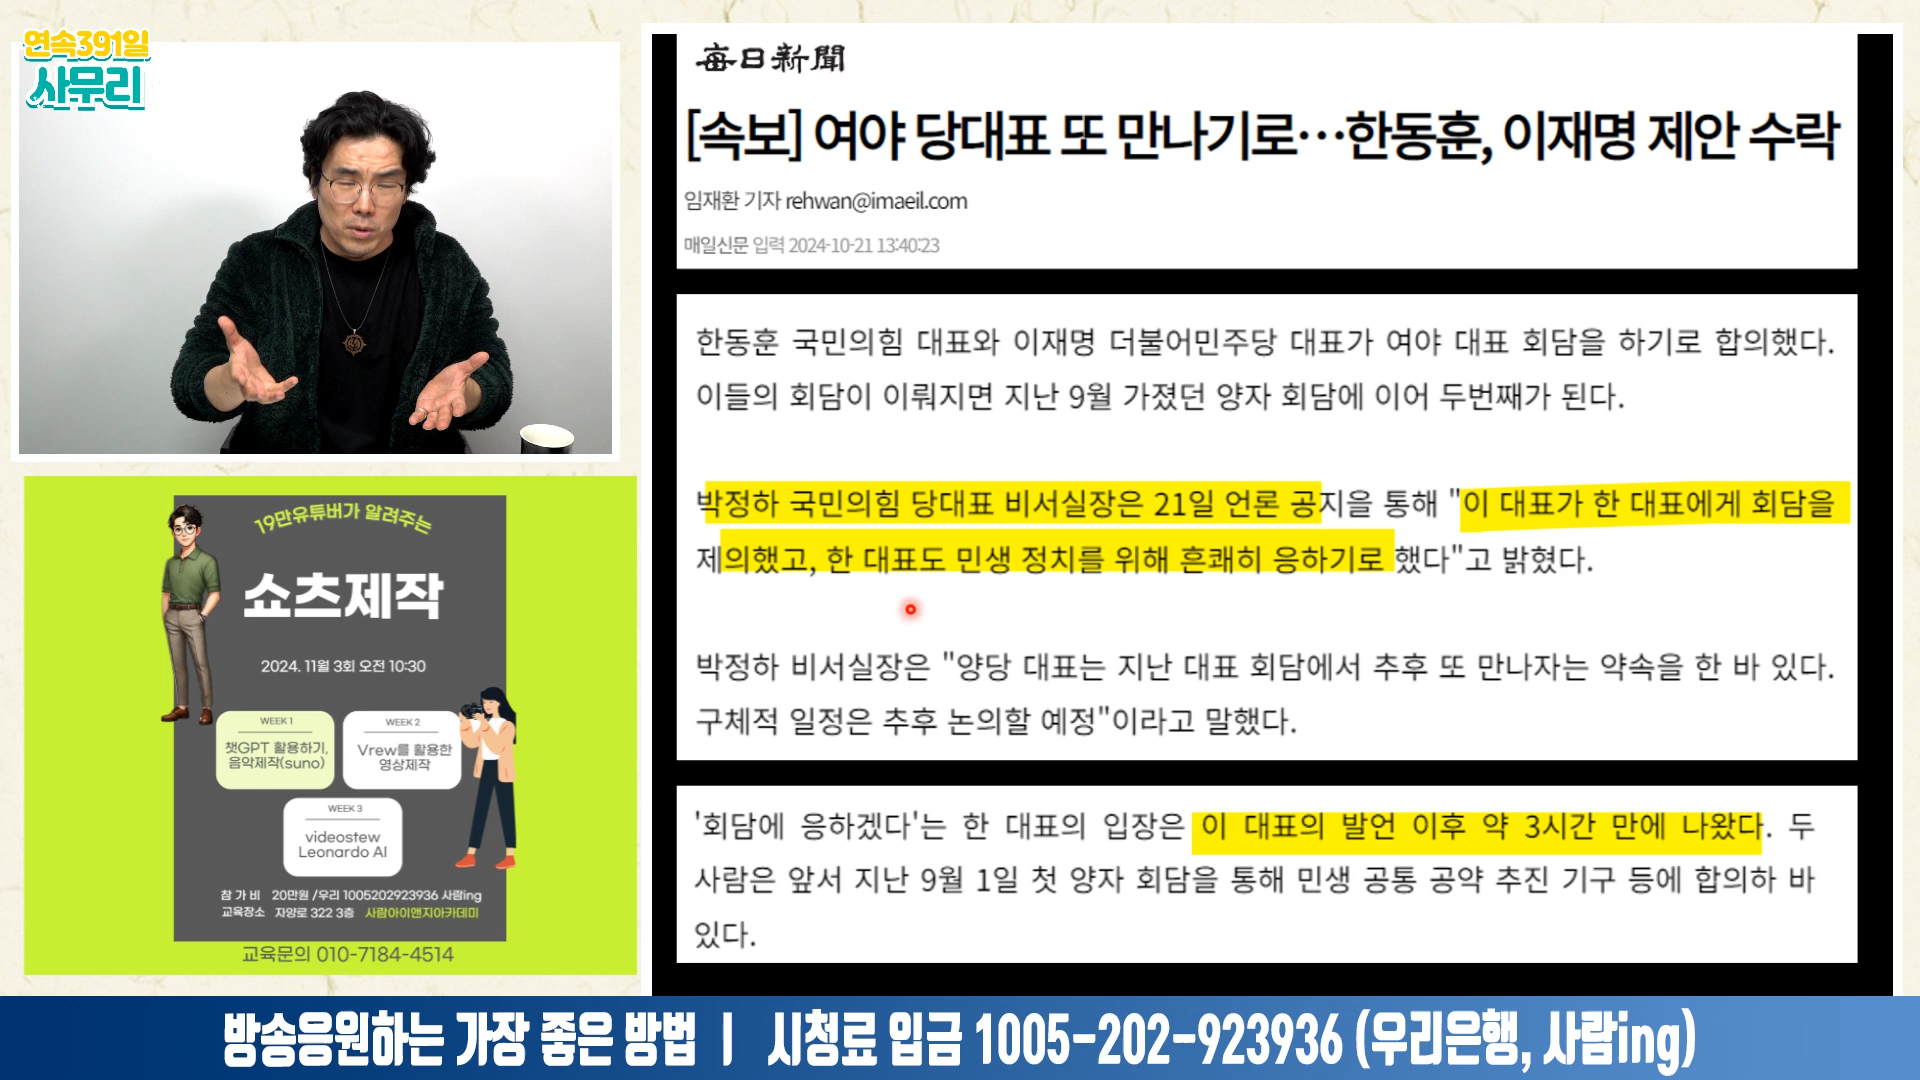 연속391일
사무리
每日新聞
[속보] 여야 당대표 또 만나기로…한동훈, 이재명 제안 수락
임재환 기자 rehwan@imaeil.com
매일신문 입력 2024-10-21 13:40:23
한동훈 국민의힘 대표와 이재명 더불어민주당 대표가 여야 대표 회담을 하기로 합의했다.
이들의 회담이 이뤄지면 지난 9월 가졌던 양자 회담에 이어 두번째가 된다.
박정하 국민의힘 당대표 비서실장은 21일 언론 공지을 통해 "이 대표가 한 대표에게 회담을
제의했고, 한 대표도 민생 정치를 위해 흔쾌히 응하기로 했다"고 밝혔다.
박정하 비서실장은 "양당 대표는 지난 대표 회담에서 추후 또 만나자는 약속을 한 바 있다.
구체적 일정은 추후 논의할 예정"이라고 말했다.
'회담에 응하겠다'는 한 대표의 입장은 이 대표의 발언 이후 약 3시간 만에 나왔다. 두
사람은 앞서 지난 9월 1일 첫 양자 회담을 통해 민생 공통 공약 추진 기구 등에 합의하 바
있다.
19만유튜버가 알려주는
쇼츠제작
2024. 11월 3회 오전 10:30
WEEK 1
챗GPT 활용하기,
음악제작(suno)
WEEK 2
Vrew를 활용한
영상제작
WEEK 3
videostew
Leonardo AI
참 가 비 20만원 /우리 1005202923936 사람ing
교육장소 자양로 322 3층 사람아이앤지아카데미
교육문의 010-7184-4514
방송응원하는 가장 좋은 방법 | 시청료 입금 1005-202-923936 (우리은행, 사람ing)